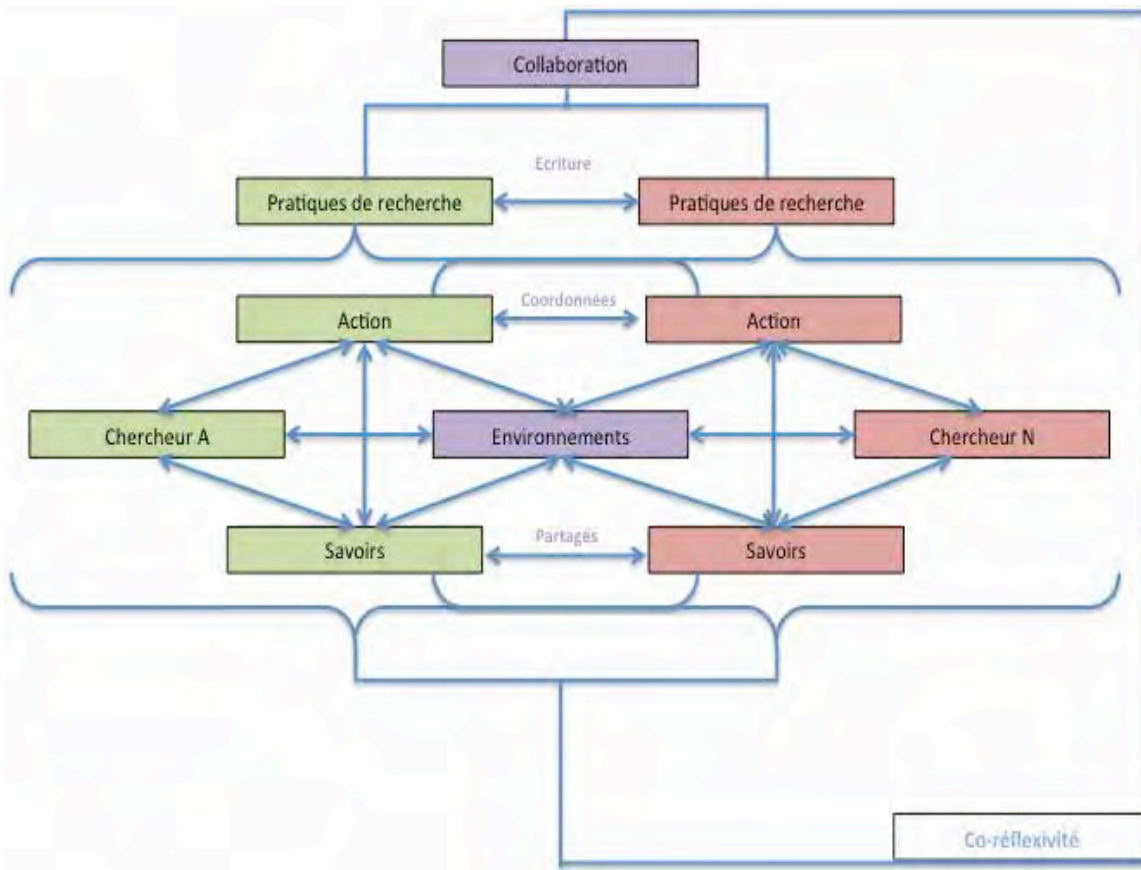 Collaboration
Ecriture
Pratiques de recherche
Pratiques de recherche
Coordonnées
Action
Action
Chercheur A
Environnements
Chercheur N
Partagés
Savoirs
Savoirs
Co-réflexivité